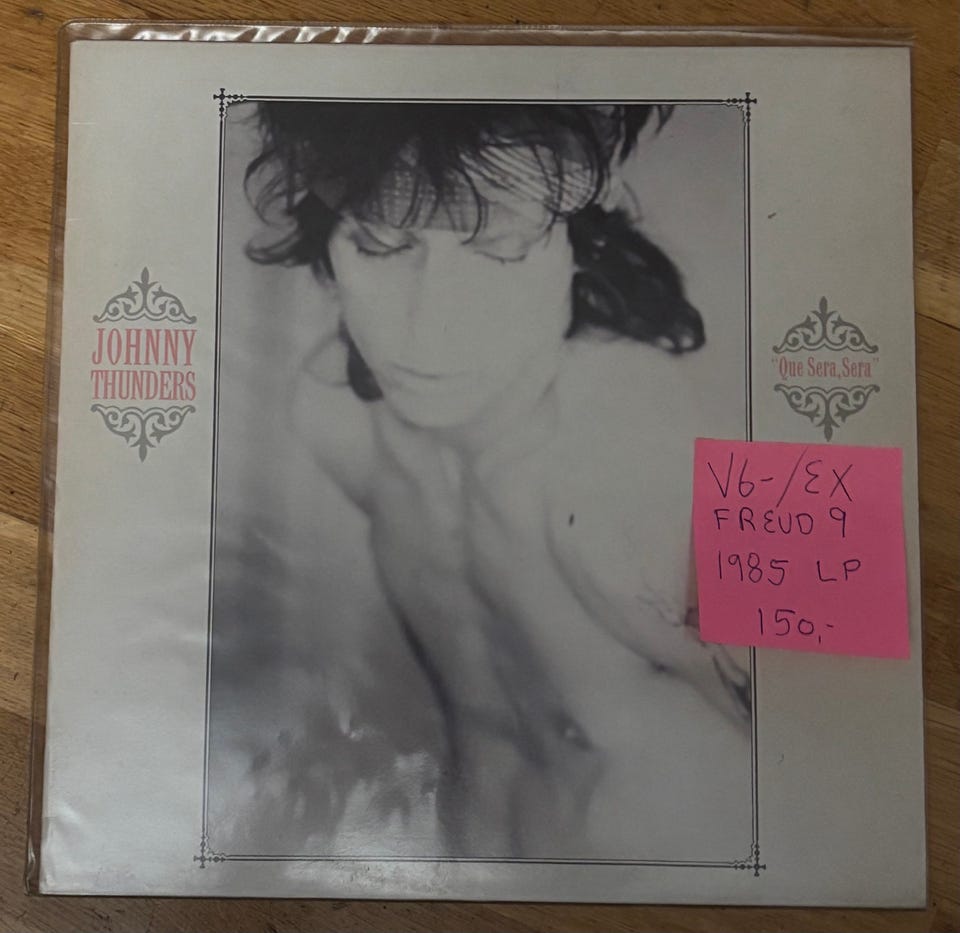 JOHNNY
THUNDERS
"Que Sera, Sera"
VG-/EX
FREUD 9
1985 LP
150,-